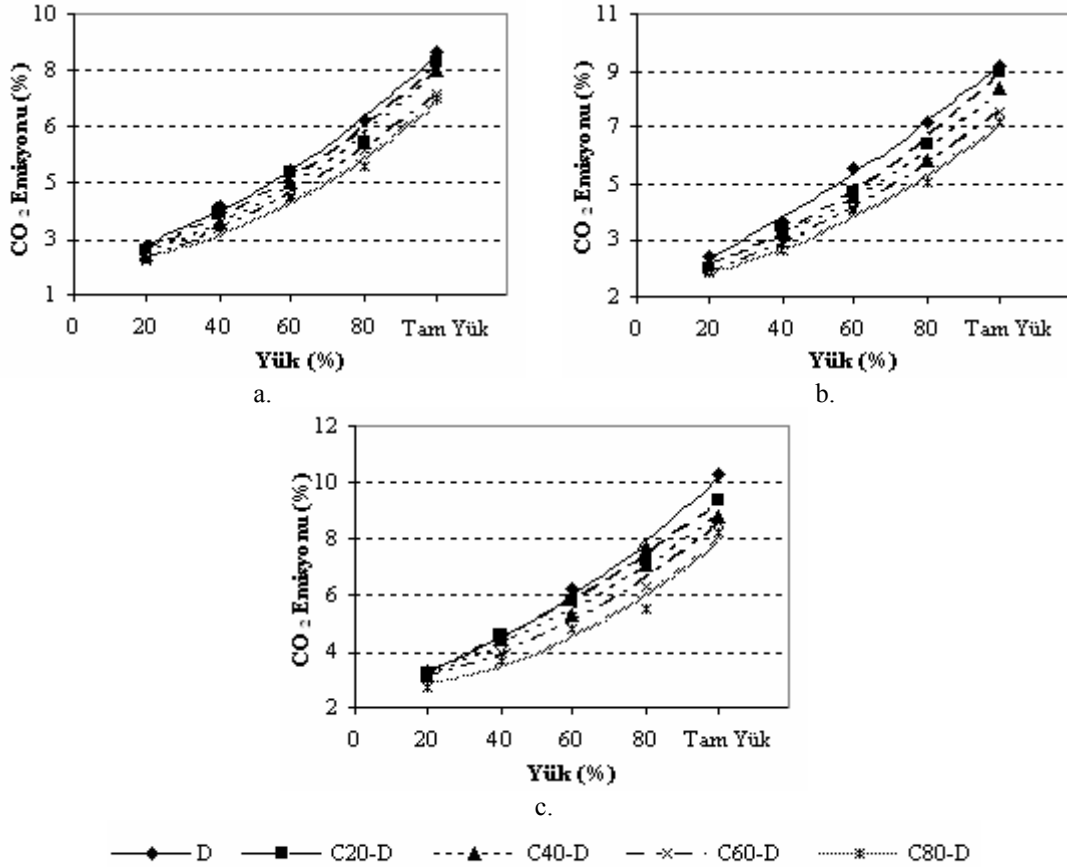 10
8
6
5
3
1
CO₂ Emisyonu (%)
0 20 40 60 80 Tam Yük
Yük (%)
a.
11
9
7
5
3
2
CO₂ Emisyonu (%)
0 20 40 60 80 Tam Yük
Yük (%)
b.
12
10
8
6
4
2
CO₂ Emisyonu (%)
0 20 40 60 80 Tam Yük
Yük (%)
c.
D C20-D C40-D C60-D C80-D